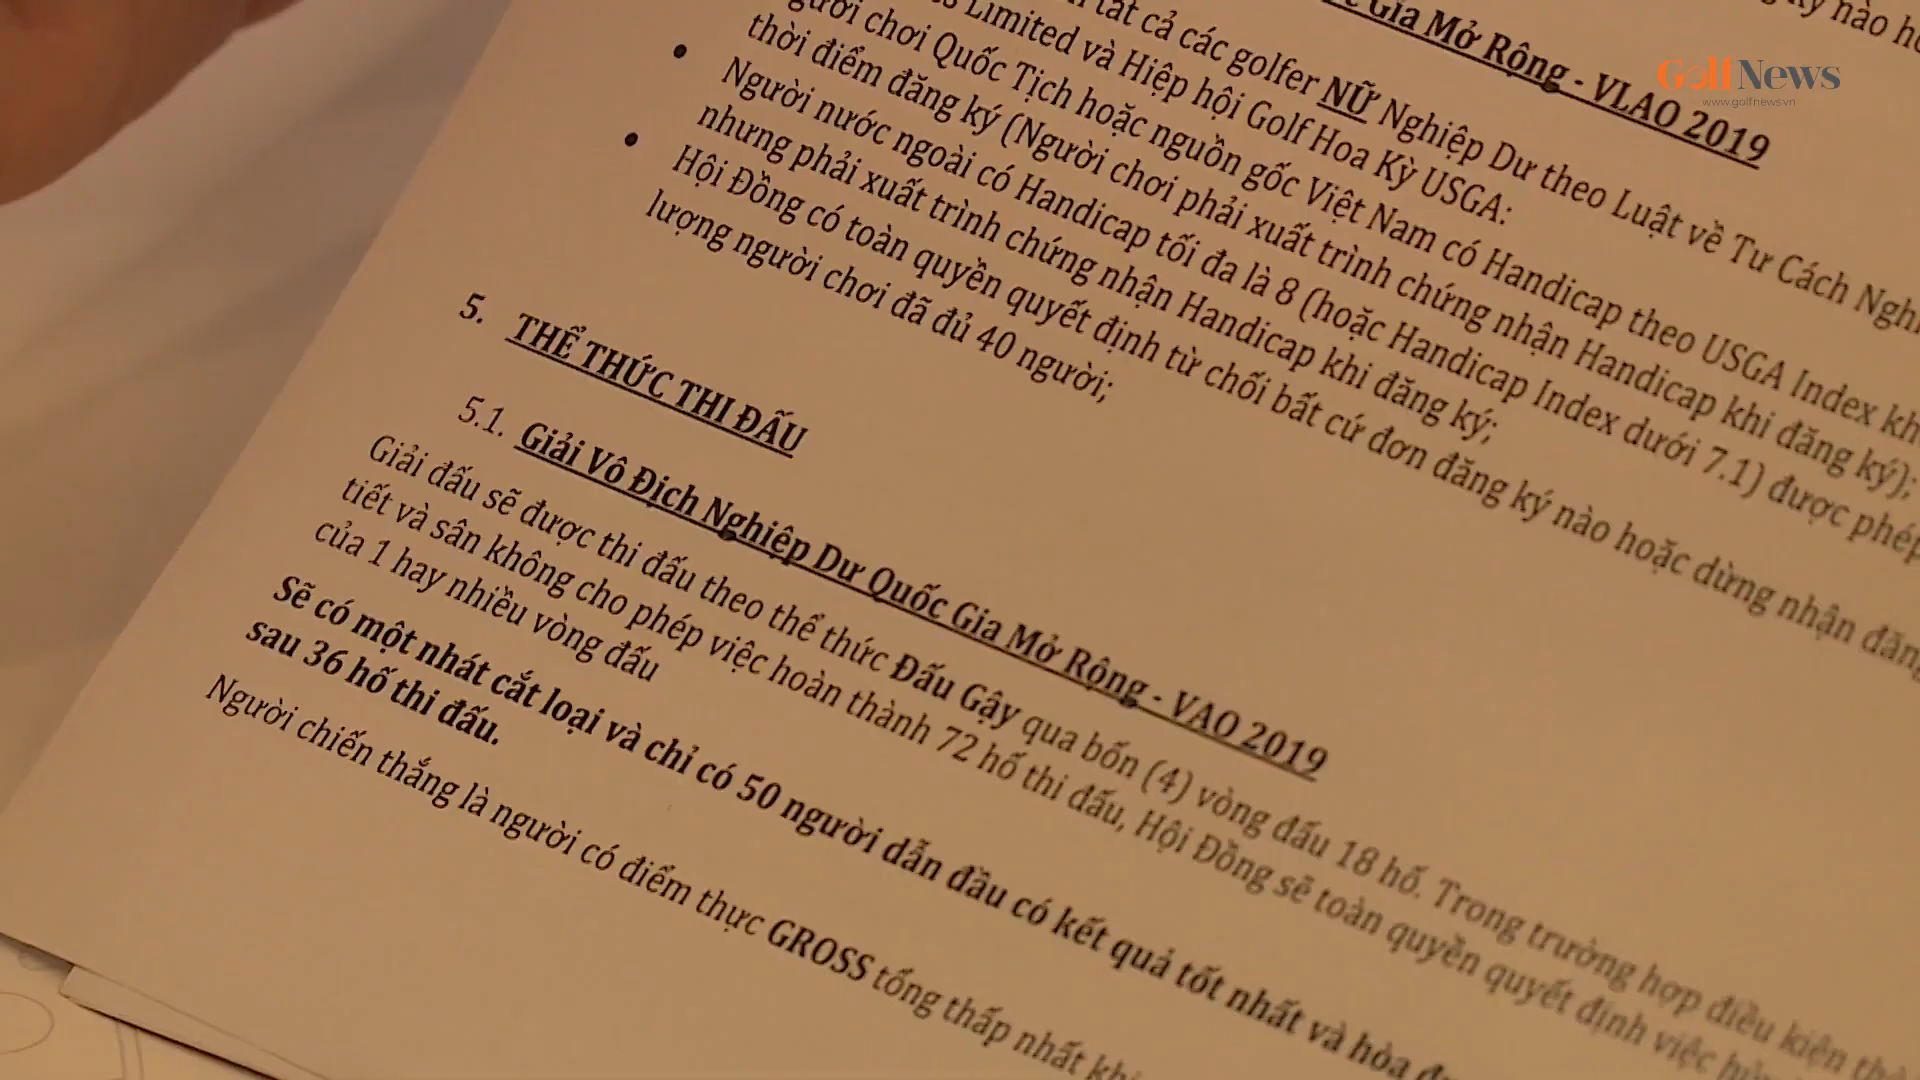 GolfNews
www.golfnews.vn
ký nào
Gia Mở Rộng - VLAO 2019
tất cả các golfer NỮ Nghiệp Dư theo Luật về Tư Cách
Limited và Hiệp hội Golf Hoa Kỳ USGA:
chơi Quốc Tịch hoặc nguồn gốc Việt Nam có Handicap theo USGA Index
thời điểm đăng ký (Người chơi phải xuất trình chứng nhận Handicap khi đăng ký);
• Người nước ngoài có Handicap tối đa là 8 (hoặc Handicap Index dưới 7.1) được phép
nhưng phải xuất trình chứng nhận Handicap khi đăng ký;
• Hội Đồng có toàn quyền quyết định từ chối bất cứ đơn đăng ký nào hoặc dừng nhận đăng
lượng người chơi đã đủ 40 người;
5. THỂ THỨC THI ĐẤU
5.1. Giải Vô Địch Nghiệp Dư Quốc Gia Mở Rộng - VAO 2019
Giải đấu sẽ được thi đấu theo thể thức Đấu Gậy qua bốn (4) vòng đấu 18 hố. Trong trường hợp điều kiện
tiết và sân không cho phép việc hoàn thành 72 hố thi đấu, Hội Đồng sẽ toàn quyền quyết định việc
của 1 hay nhiều vòng đấu
Sẽ có một nhát cắt loại và chỉ có 50 người dẫn đầu có kết quả tốt nhất và hòa
sau 36 hố thi đấu.
Người chiến thắng là người có điểm thực GROSS tổng thấp nhất